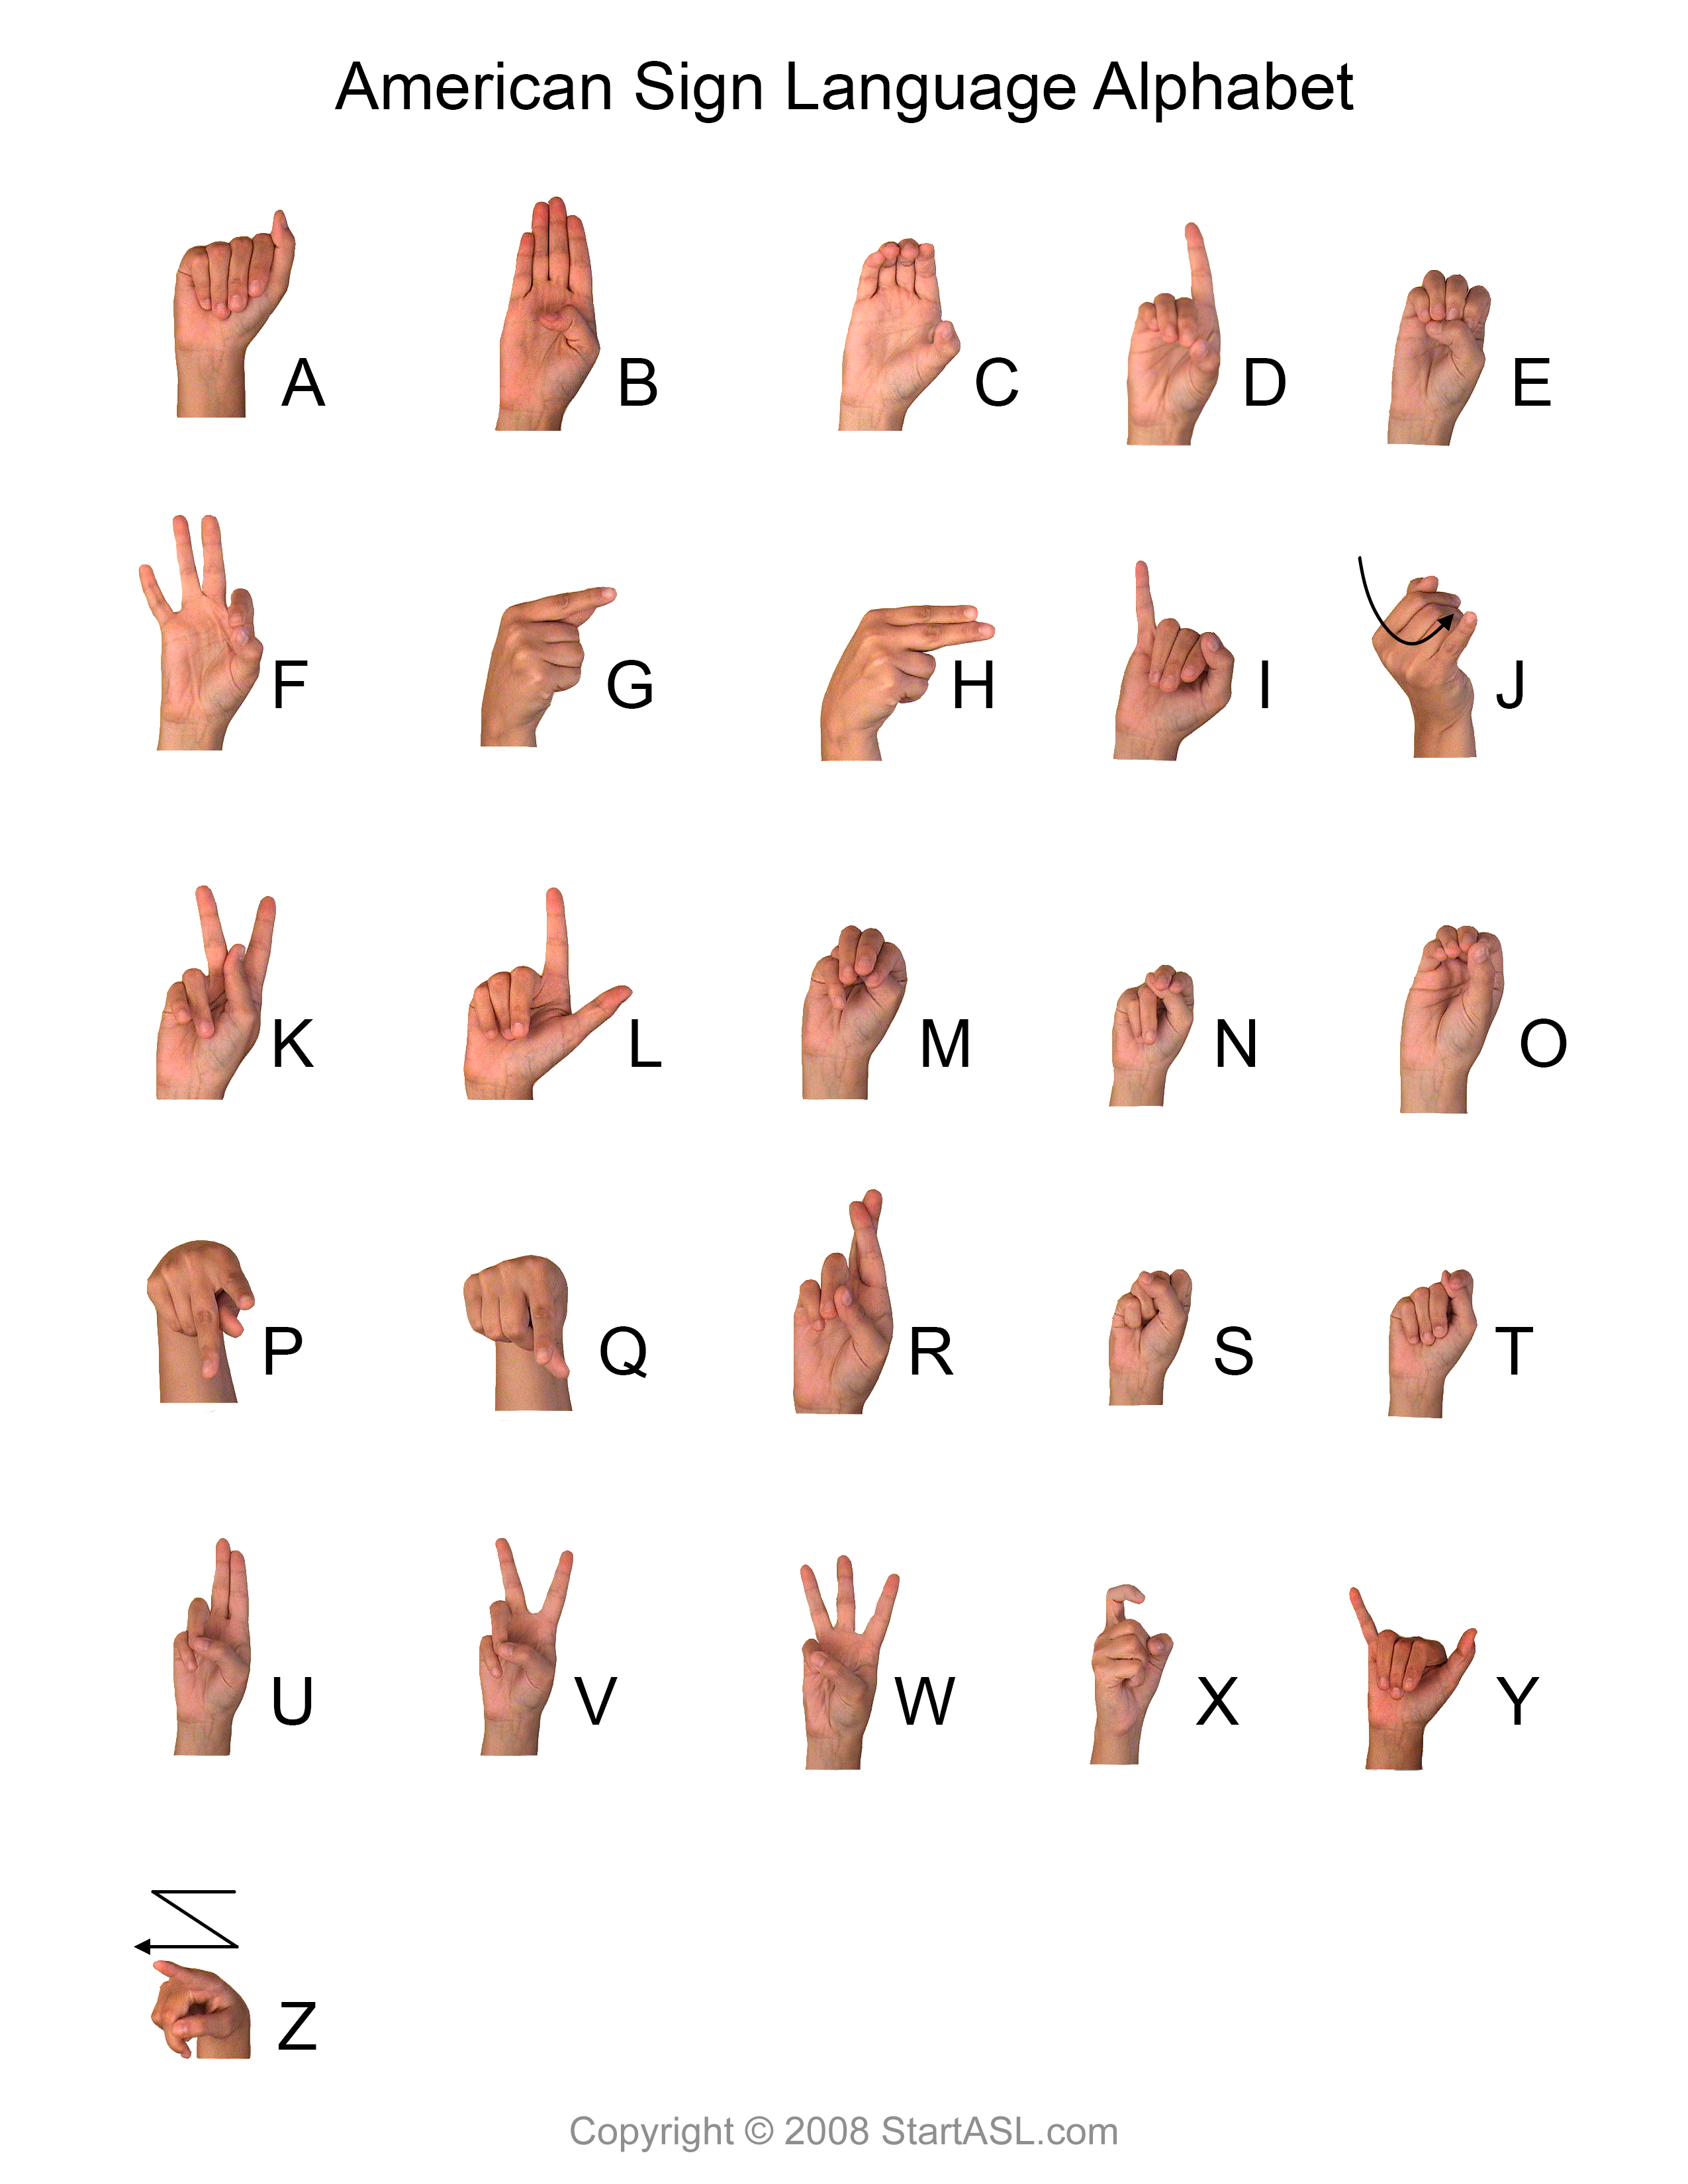 American Sign Language Alphabet
A B C D E
F G H I J
K L M N O
P Q R S T
U V W X Y
Z
Copyright © 2008 StartASL.com